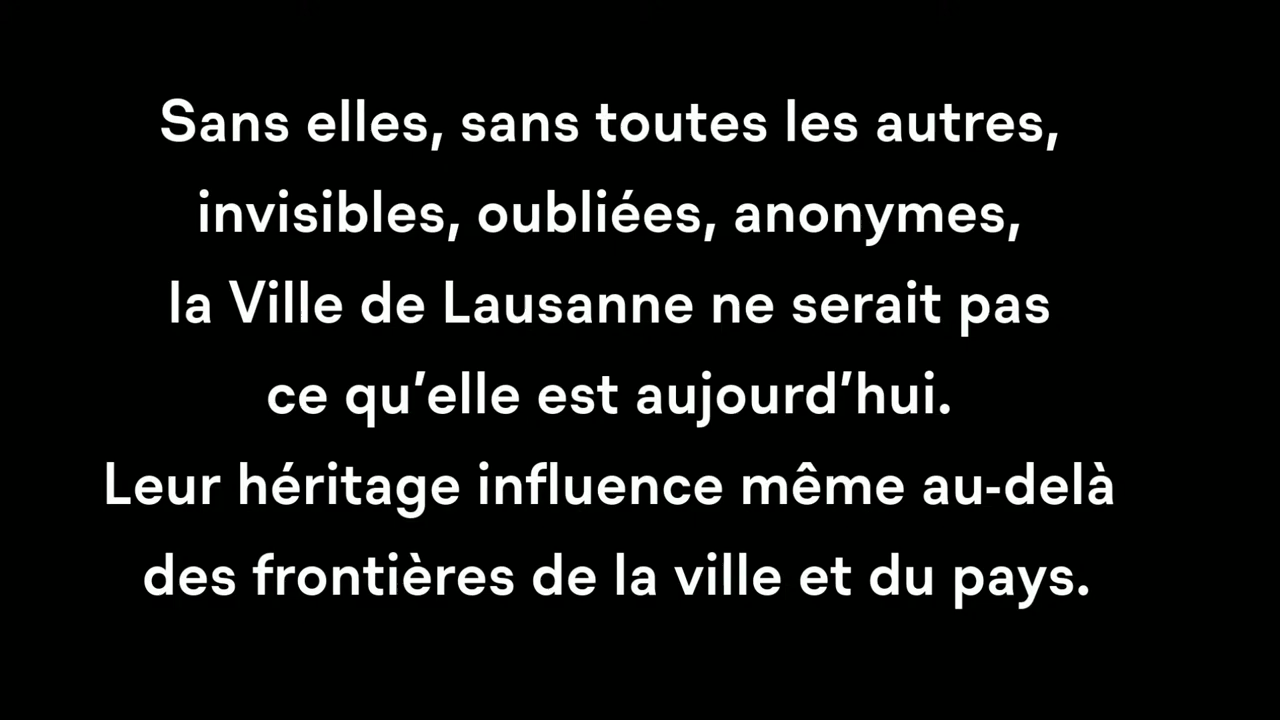 Sans elles, sans toutes les autres,
invisibles, oubliées, anonymes,
la Ville de Lausanne ne serait pas
ce qu’elle est aujourd’hui.
Leur héritage influence même au-delà
des frontières de la ville et du pays.